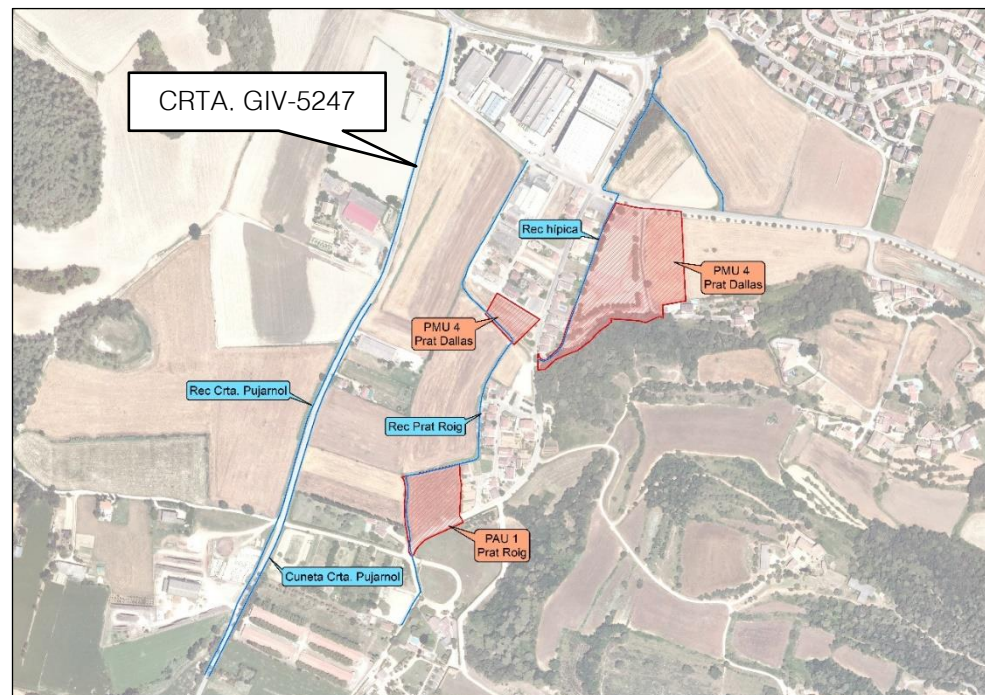 CRTA. GIV-5247
Rec hípica
PMU 4
Prat Dallas
PMU 4
Prat Dallas
Rec Crta. Pujarnol
Rec Prat Roig
PAU 1
Prat Roig
Cuneta Crta. Pujarnol